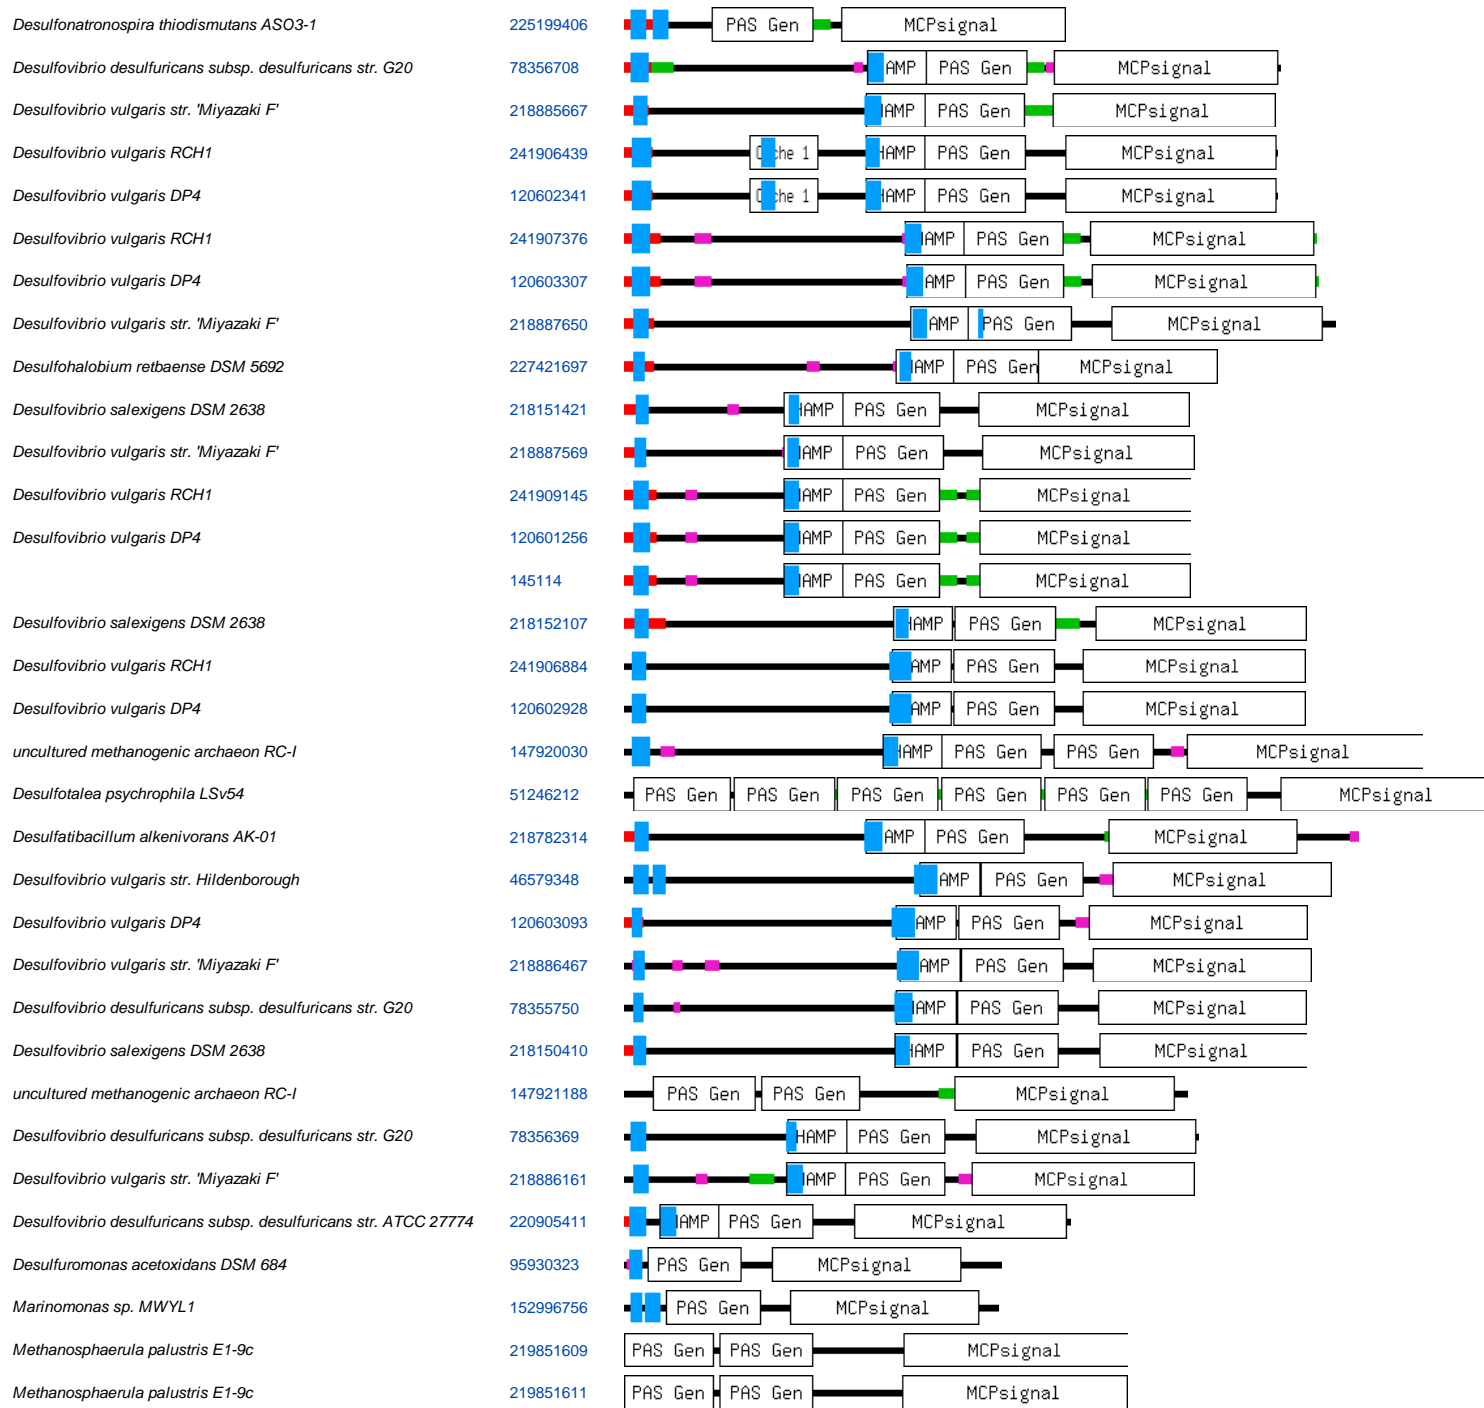 Desulfonatronospira thiodismutans ASO3-1 225199406 PAS Gen MCPsignal
Desulfovibrio desulfuricans subsp. desulfuricans str. G20 78356708 AMP PAS Gen MCPsignal
Desulfovibrio vulgaris str. 'Miyazaki F' 218885667 HAMP PAS Gen MCPsignal
Desulfovibrio vulgaris RCH1 241906439 C che 1 HAMP PAS Gen MCPsignal
Desulfovibrio vulgaris DP4 120602341 C che 1 HAMP PAS Gen MCPsignal
Desulfovibrio vulgaris RCH1 241907376 HAMP PAS Gen MCPsignal
Desulfovibrio vulgaris DP4 120603307 AMP PAS Gen MCPsignal
Desulfovibrio vulgaris str. 'Miyazaki F' 218887650 AMP PAS Gen MCPsignal
Desulfohalobium retbaense DSM 5692 227421697 HAMP PAS Gen MCPsignal
Desulfovibrio salexigens DSM 2638 218151421 HAMP PAS Gen MCPsignal
Desulfovibrio vulgaris str. 'Miyazaki F' 218887569 HAMP PAS Gen MCPsignal
Desulfovibrio vulgaris RCH1 241909145 HAMP PAS Gen MCPsignal
Desulfovibrio vulgaris DP4 120601256 HAMP PAS Gen MCPsignal
145114 HAMP PAS Gen MCPsignal
Desulfovibrio salexigens DSM 2638 218152107 HAMP PAS Gen MCPsignal
Desulfovibrio vulgaris RCH1 241906884 AMP PAS Gen MCPsignal
Desulfovibrio vulgaris DP4 120602928 AMP PAS Gen MCPsignal
uncultured methanogenic archaeon RC-I 147920030 HAMP PAS Gen PAS Gen MCPsignal
Desulfotalea psychrophila LSv54 51246212 PAS Gen PAS Gen PAS Gen PAS Gen PAS Gen PAS Gen MCPsignal
Desulfatibacillum alkenivorans AK-01 218782314 AMP PAS Gen MCPsignal
Desulfovibrio vulgaris str. Hildenborough 46579348 AMP PAS Gen MCPsignal
Desulfovibrio vulgaris DP4 120603093 AMP PAS Gen MCPsignal
Desulfovibrio vulgaris str. 'Miyazaki F' 218886467 AMP PAS Gen MCPsignal
Desulfovibrio desulfuricans subsp. desulfuricans str. G20 78355750 AMP PAS Gen MCPsignal
Desulfovibrio salexigens DSM 2638 218150410 HAMP PAS Gen MCPsignal
uncultured methanogenic archaeon RC-I 147921188 PAS Gen PAS Gen MCPsignal
Desulfovibrio desulfuricans subsp. desulfuricans str. G20 78356369 HAMP PAS Gen MCPsignal
Desulfovibrio vulgaris str. 'Miyazaki F' 218886161 HAMP PAS Gen MCPsignal
Desulfovibrio desulfuricans subsp. desulfuricans str. ATCC 27774 220905411 HAMP PAS Gen MCPsignal
Desulfuromonas acetoxidans DSM 684 95930323 PAS Gen MCPsignal
Marinomonas sp. MWYL1 152996756 PAS Gen MCPsignal
Methanosphaerula palustris E1-9c 219851609 PAS Gen PAS Gen MCPsignal
Methanosphaerula palustris E1-9c 219851611 PAS Gen PAS Gen MCPsignal